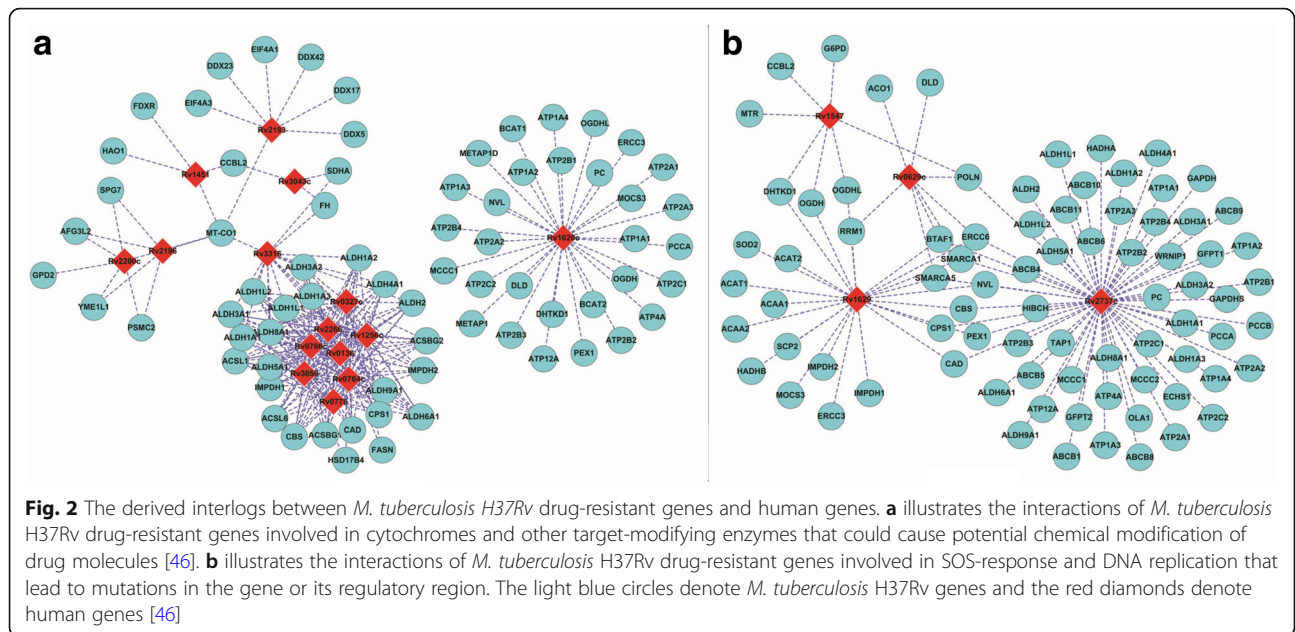 a
EIF4A1
DDX23
DDX42
FDXR
EIF4A3
DDX17
Rv2193
DDX5
HAO1
CCBL2
Rv1451
Rv3043c
SDHA
SPG7
FH
MT-CO1
AFG3L2
Rv2196
Rv2200c
Rv3316
GPD2
YME1L1
PSMC2
ALDH3A2
ALDH1A2
ALDH1L2
ALDH1A3
Rv0327c
ALDH4A1
ALDH3A1
ALDH1L1
ALDH2
Rv2266
ALDH1A1
ALDH8A1
Rv1256c
Rv0766c
Rv0136
ACSBG2
ACSL1
ALDH5A1
Rv3059
Rv0764c
IMPDH2
IMPDH1
ALDH9A1
Rv0778
ACSL6
CPS1
ALDH6A1
CBS
ACSBG1
CAD
FASN
HSD17B4
ATP1A4
OGDHL
BCAT1
ERCC3
METAP1D
ATP2B1
ATP1A2
PC
ATP2A1
ATP1A3
NVL
MOCS3
ATP2A3
ATP2B4
ATP2A2
Rv1620c
ATP1A1
PCCA
MCCC1
ATP2C2
OGDH
ATP2C1
DLD
METAP1
DHTKD1
BCAT2
ATP4A
ATP2B3
ATP2B2
ATP12A
PEX1
b
G6PD
CCBL2
ACO1
DLD
MTR
Rv1547
Rv0629c
POLN
DHTKD1
OGDHL
OGDH
RRM1
SOD2
ACAT2
BTAF1
ERCC6
SMARCA1
SMARCA5
ACAT1
ACAA1
Rv1629
NVL
ACAA2
CBS
CPS1
PEX1
SCP2
HADHB
IMPDH2
CAD
MOCS3
IMPDH1
ERCC3
ALDH1L1
HADHA
ALDH4A1
ALDH2
ABCB10
ALDH1A2
GAPDH
ABCB11
ATP2A3
ATP1A1
ABCB9
ALDH1L2
ATP2B4
ALDH3A1
ABCB6
ALDH5A1
ATP2B2
WRNIP1
GFPT1
ATP1A2
ABCB4
ALDH3A2
ATP2B1
HIBCH
Rv2737c
PC
GAPDHS
ALDH1A1
PCCA
PCCB
ATP2B3
TAP1
ATP2C1
ALDH8A1
ALDH1A3
ATP2A2
ABCB5
MCCC1
MCCC2
ATP1A4
ALDH6A1
ECHS1
ATP12A
ATP4A
ATP2C2
GFPT2
OLA1
ALDH9A1
ATP1A3
ATP2A1
ABCB1
ABCB8
Fig. 2 The derived interlogs between M. tuberculosis H37Rv drug-resistant genes and human genes. a illustrates the interactions of M. tuberculosis
H37Rv drug-resistant genes involved in cytochromes and other target-modifying enzymes that could cause potential chemical modification of
drug molecules [46]. b illustrates the interactions of M. tuberculosis H37Rv drug-resistant genes involved in SOS-response and DNA replication that
lead to mutations in the gene or its regulatory region. The light blue circles denote M. tuberculosis H37Rv genes and the red diamonds denote
human genes [46]